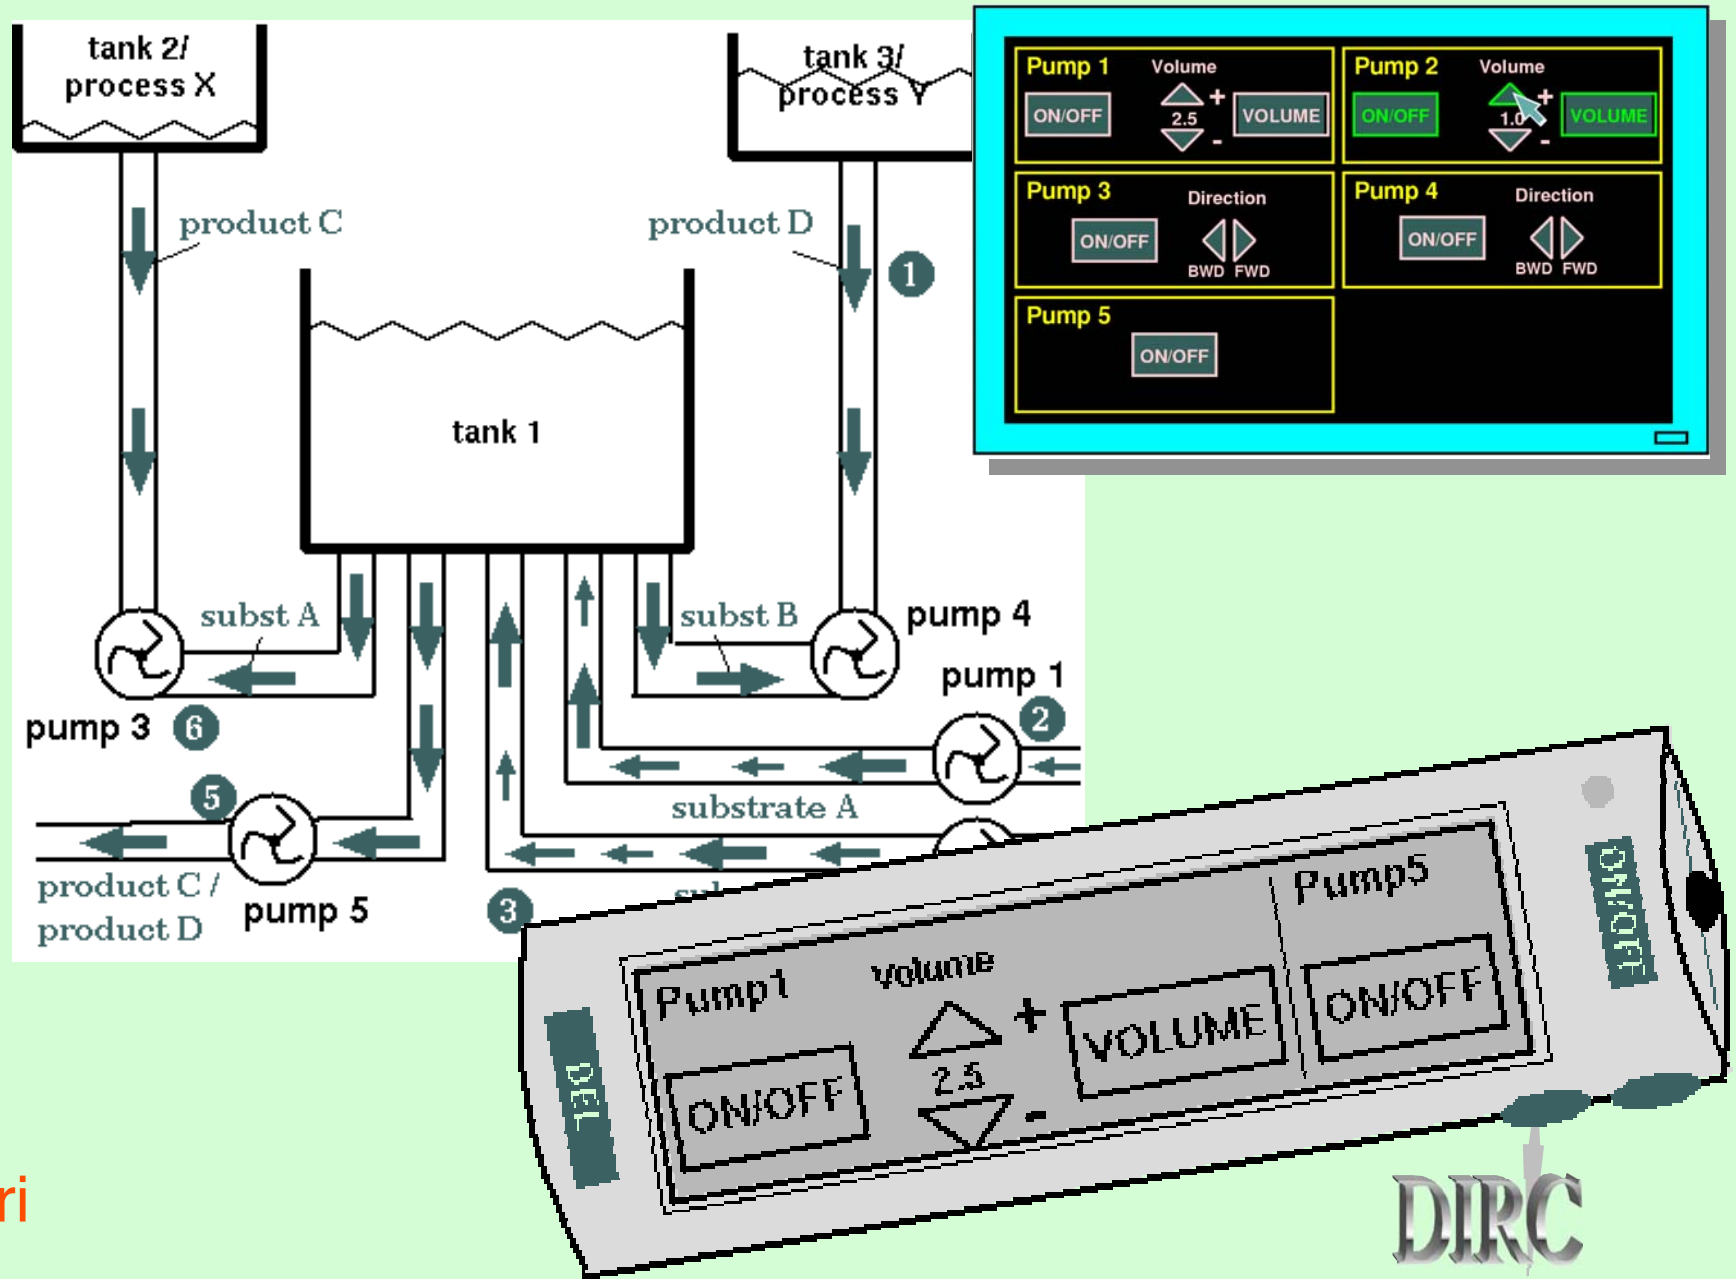 tank 2/
process X
tank 3/
process Y
product C
product D
1
tank 1
subst A
subst B
pump 4
pump 1
2
pump 3
6
5
substrate A
product C /
product D
pump 5
3
Pump 1
Volume
+
ON/OFF
2.5
VOLUME
-
Pump 2
Volume
+
ON/OFF
1.0
VOLUME
-
Pump 3
Direction
ON/OFF
BWD FWD
Pump 4
Direction
ON/OFF
BWD FWD
Pump 5
ON/OFF
DEL
Pump1
volume
+
ON/OFF
2.5
VOLUME
-
Pump5
ON/OFF
ON/OFF
ri
DIRC